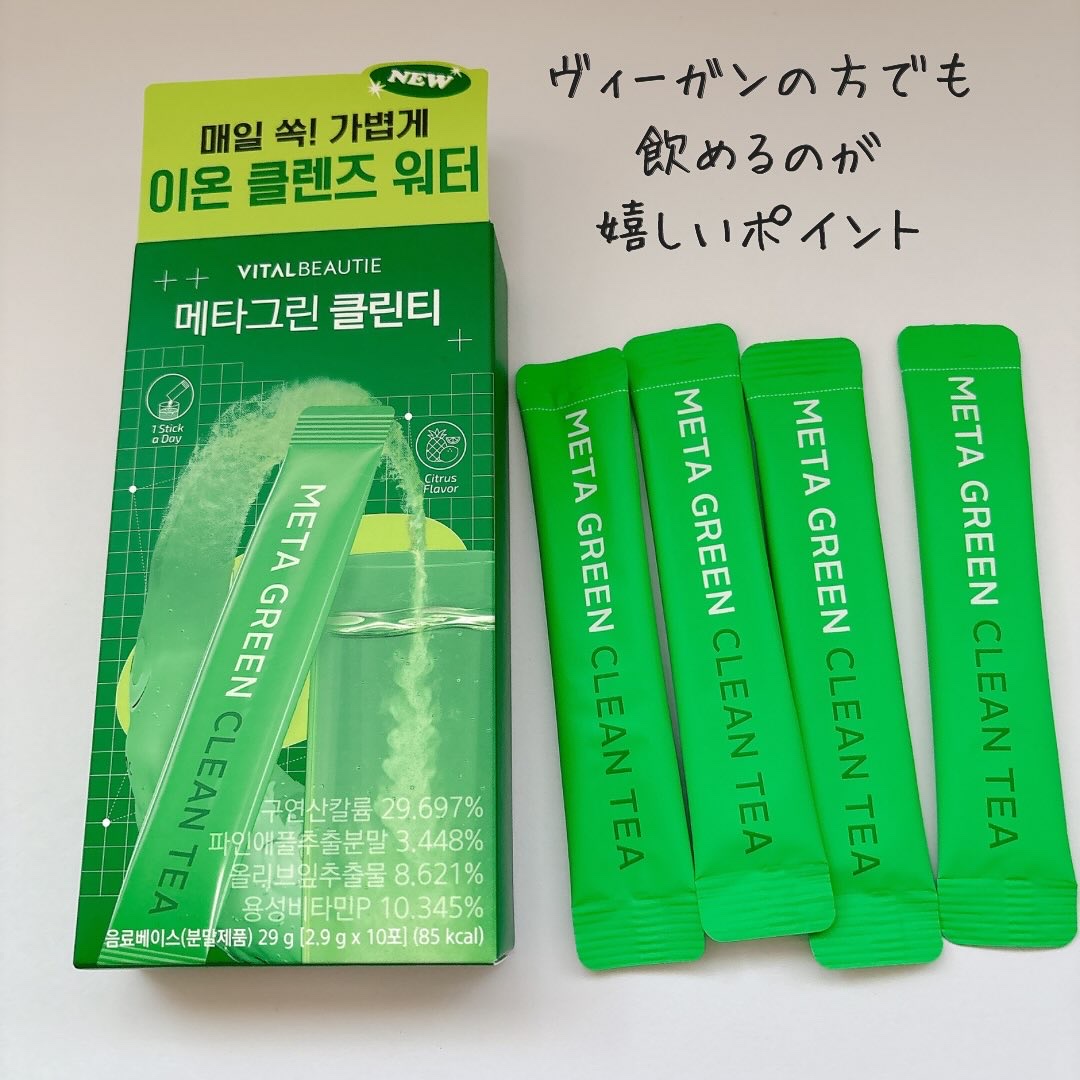 NEW
매일 쏙! 가볍게
이온 클렌즈 워터
VITALBEAUTIE
메타그린 클린티
1 Stick
a Day
Citrus
Flavor
META GREEN CLEAN TEA
구연산칼륨 29.697%
파인애플추출분말 3.448%
올리브잎추출물 8.621%
용성비타민P 10.345%
음료베이스(분말제품) 29 g [2.9 g x 10포] (85 kcal)
ヴィーガンの方でも
飲めるのが
嬉しいポイント
META GREEN CLEAN TEA
META GREEN CLEAN TEA
META GREEN CLEAN TEA
META GREEN CLEAN TEA